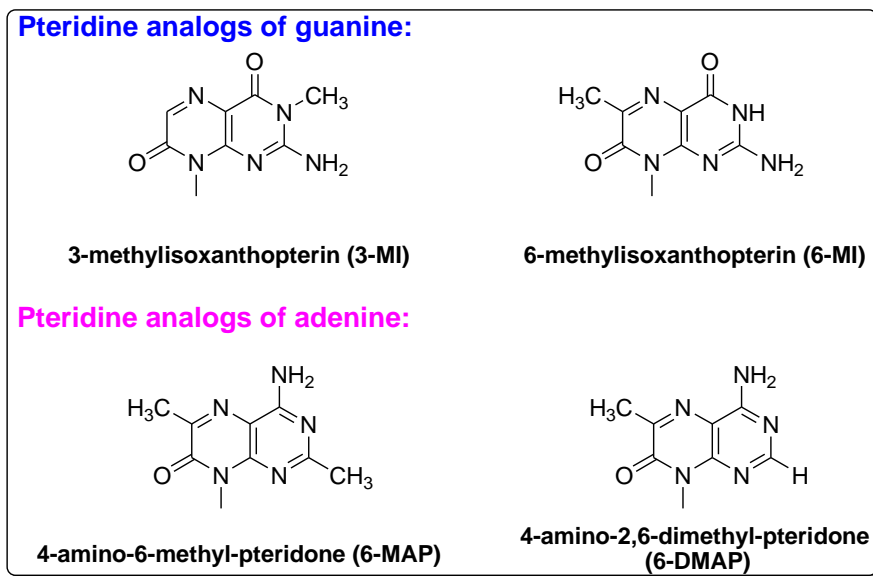 Pteridine analogs of guanine:
O
N
N
CH3
O
N
N
NH2
3-methylisoxanthopterin (3-MI)
O
H3C
N
NH
O
N
N
NH2
6-methylisoxanthopterin (6-MI)
Pteridine analogs of adenine:
NH2
H3C
N
N
O
N
N
CH3
4-amino-6-methyl-pteridone (6-MAP)
NH2
H3C
N
N
O
N
N
H
4-amino-2,6-dimethyl-pteridone
(6-DMAP)